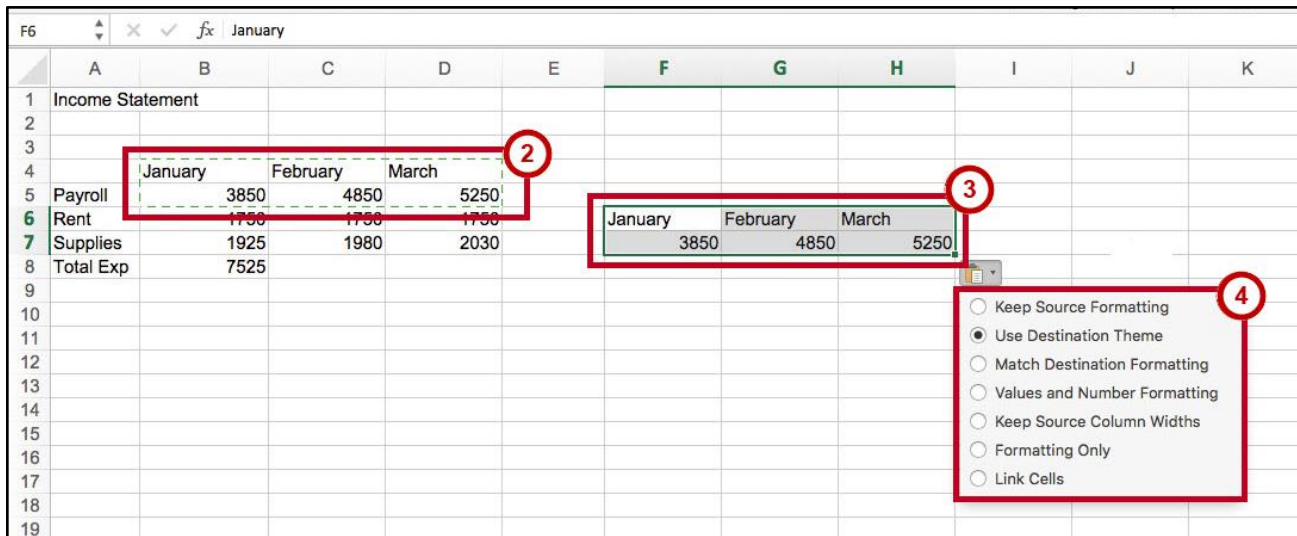 F6 fx January
A B C D E F G H I J K
1 Income Statement
2
3
2
4 January February March
5 Payroll 3850 4850 5250
3
6 Rent 1750 1750 1750 January February March
7 Supplies 1925 1980 2030 3850 4850 5250
8 Total Exp 7525
9
4
10 Keep Source Formatting
11 Use Destination Theme
12 Match Destination Formatting
13 Values and Number Formatting
14
15 Keep Source Column Widths
16 Formatting Only
17 Link Cells
18
19